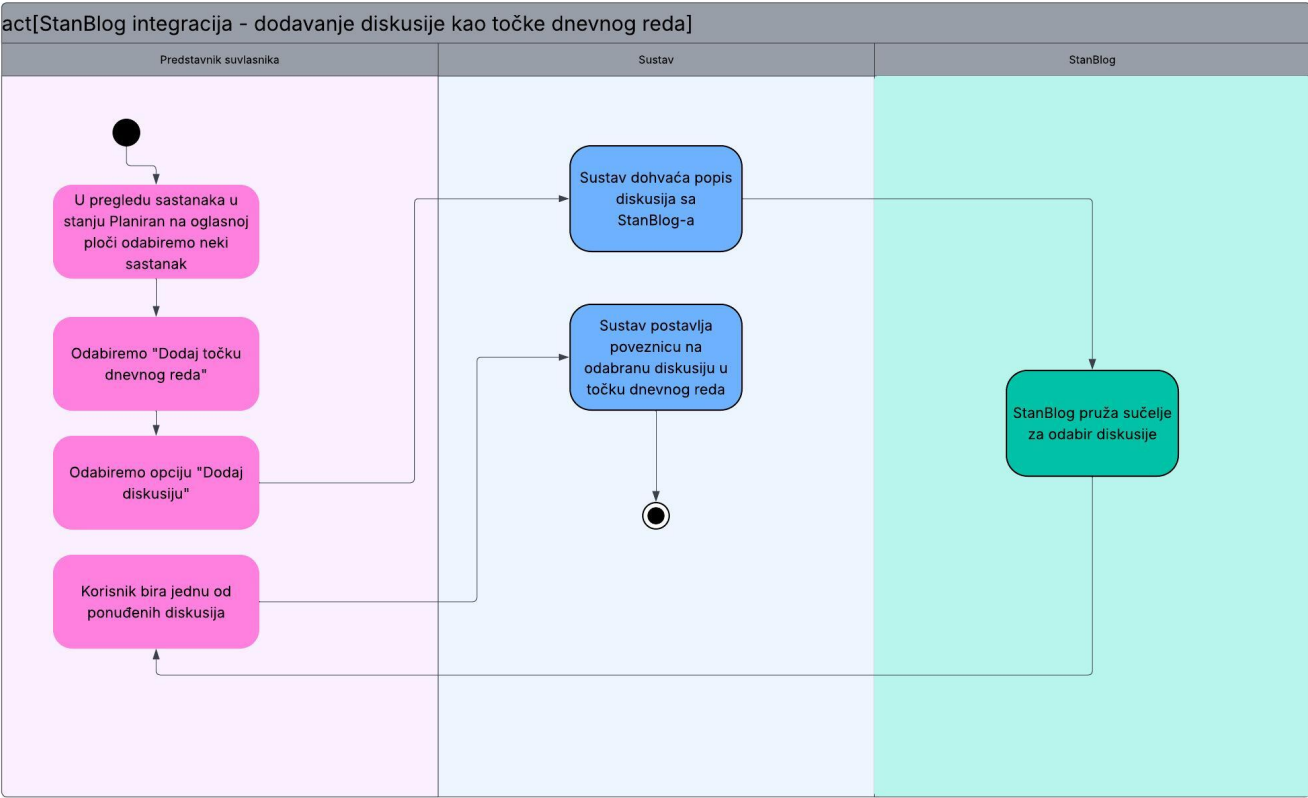 act[StanBlog integracija - dodavanje diskusije kao točke dnevnog reda]
Predstavnik suvlasnika
Sustav
StanBlog
U pregledu sastanaka u
stanju Planiran na oglasnoj
ploči odabiremo neki
sastanak
Odabiremo "Dodaj točku
dnevnog reda"
Odabiremo opciju "Dodaj
diskusiju"
Korisnik bira jednu od
ponuđenih diskusija
Sustav dohvaća popis
diskusija sa
StanBlog-a
Sustav postavlja
poveznicu na
odabranu diskusiju u
točku dnevnog reda
StanBlog pruža sučelje
za odabir diskusije